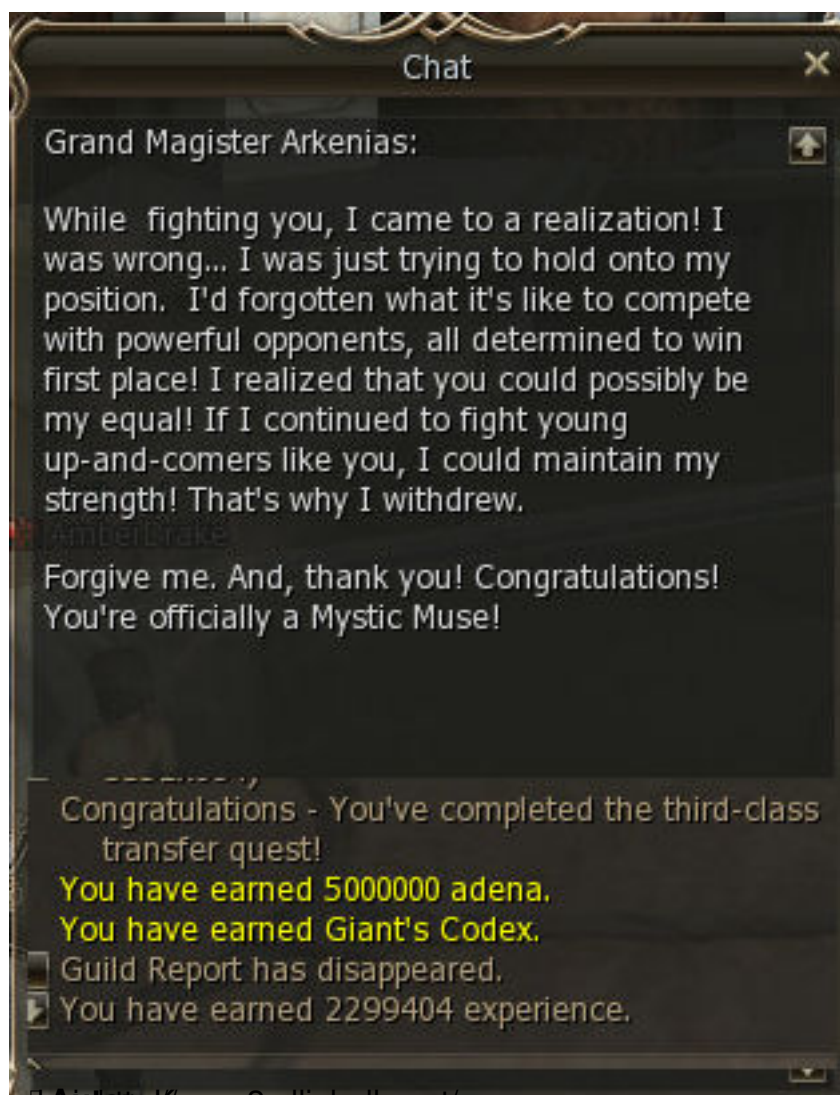 Chat
Grand Magister Arkenias:
While fighting you, I came to a realization! I
was wrong... I was just trying to hold onto my
position. I'd forgotten what it's like to compete
with powerful opponents, all determined to win
first place! I realized that you could possibly be
my equal! If I continued to fight young
up-and-comers like you, I could maintain my
strength! That's why I withdrew.
Forgive me. And, thank you! Congratulations!
You're officially a Mystic Muse!
Congratulations - You've completed the third-class
transfer quest!
You have earned 5000000 adena.
You have earned Giant's Codex.
Guild Report has disappeared.
You have earned 2299404 experience.